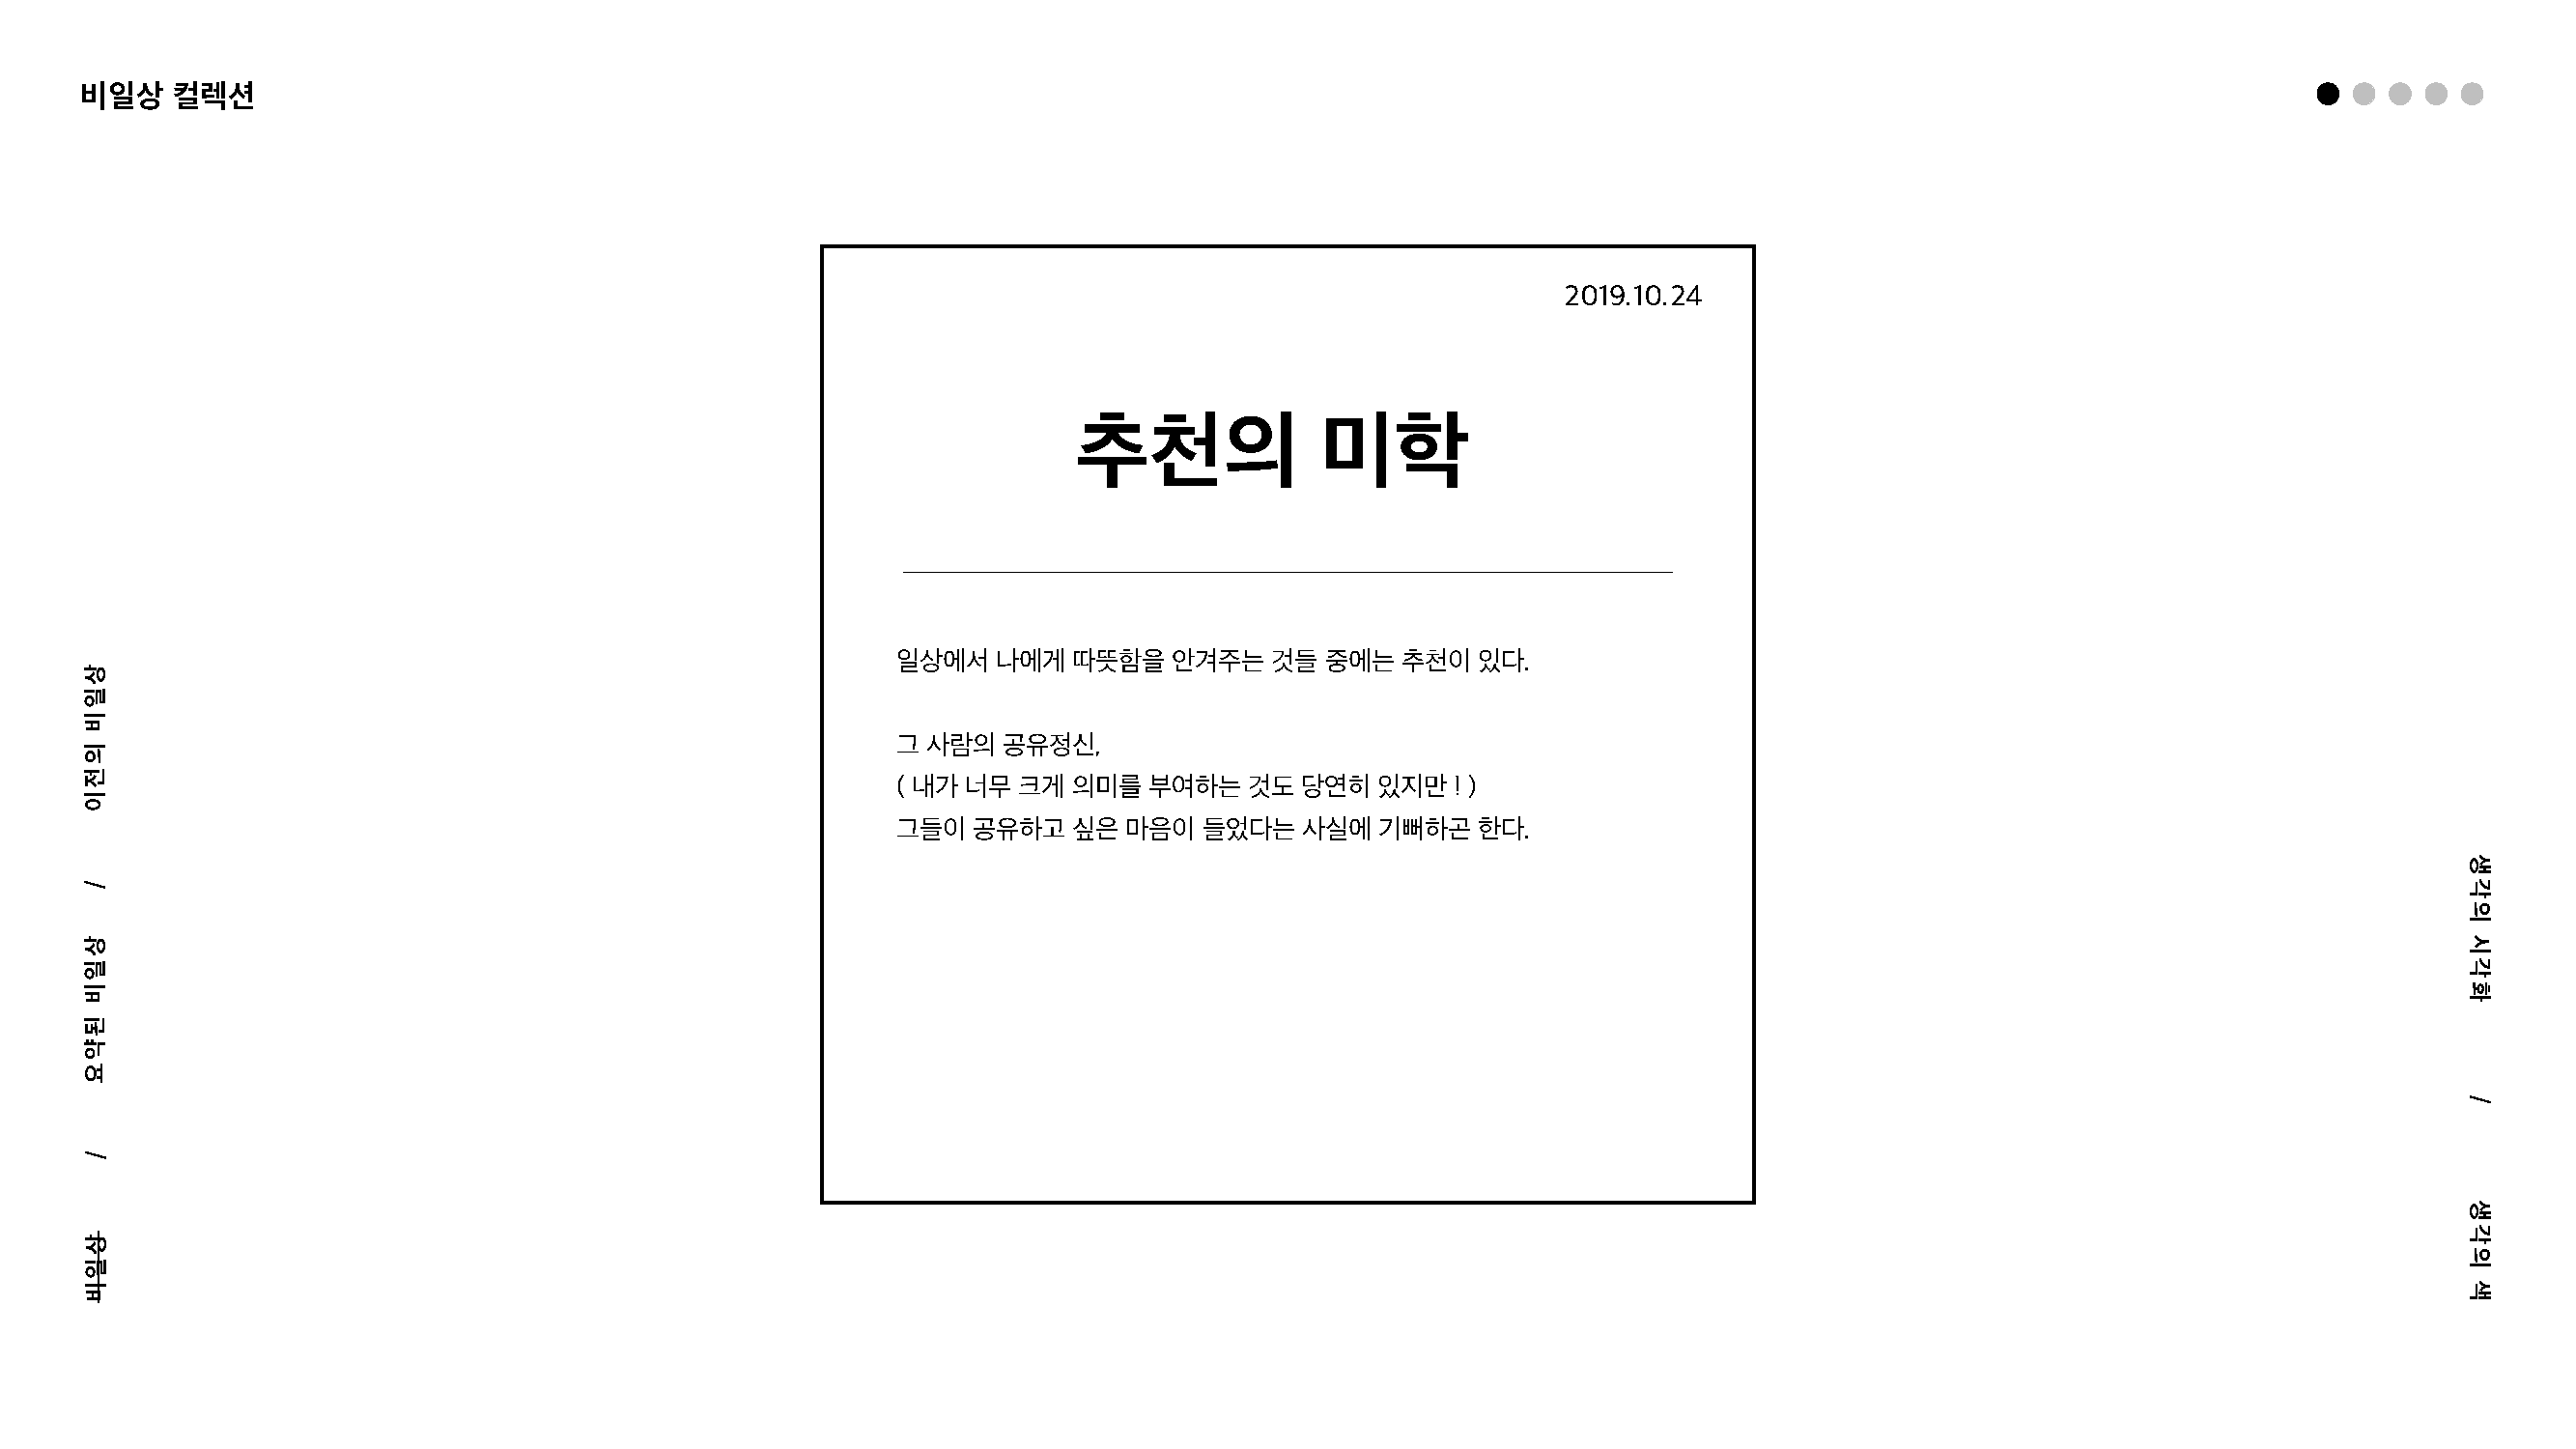 비일상 컬렉션
2019.10.24
추천의 미학
일상에서 나에게 따뜻함을 안겨주는 것들 중에는 추천이 있다.
그 사람의 공유정신,
( 내가 너무 크게 의미를 부여하는 것도 당연히 있지만 ! )
그들이 공유하고 싶은 마음이 들었다는 사실에 기뻐하곤 한다.
비일상 / 요약된 비일상 / 이전의 비일상
생각의 시각화 / 생각의 색